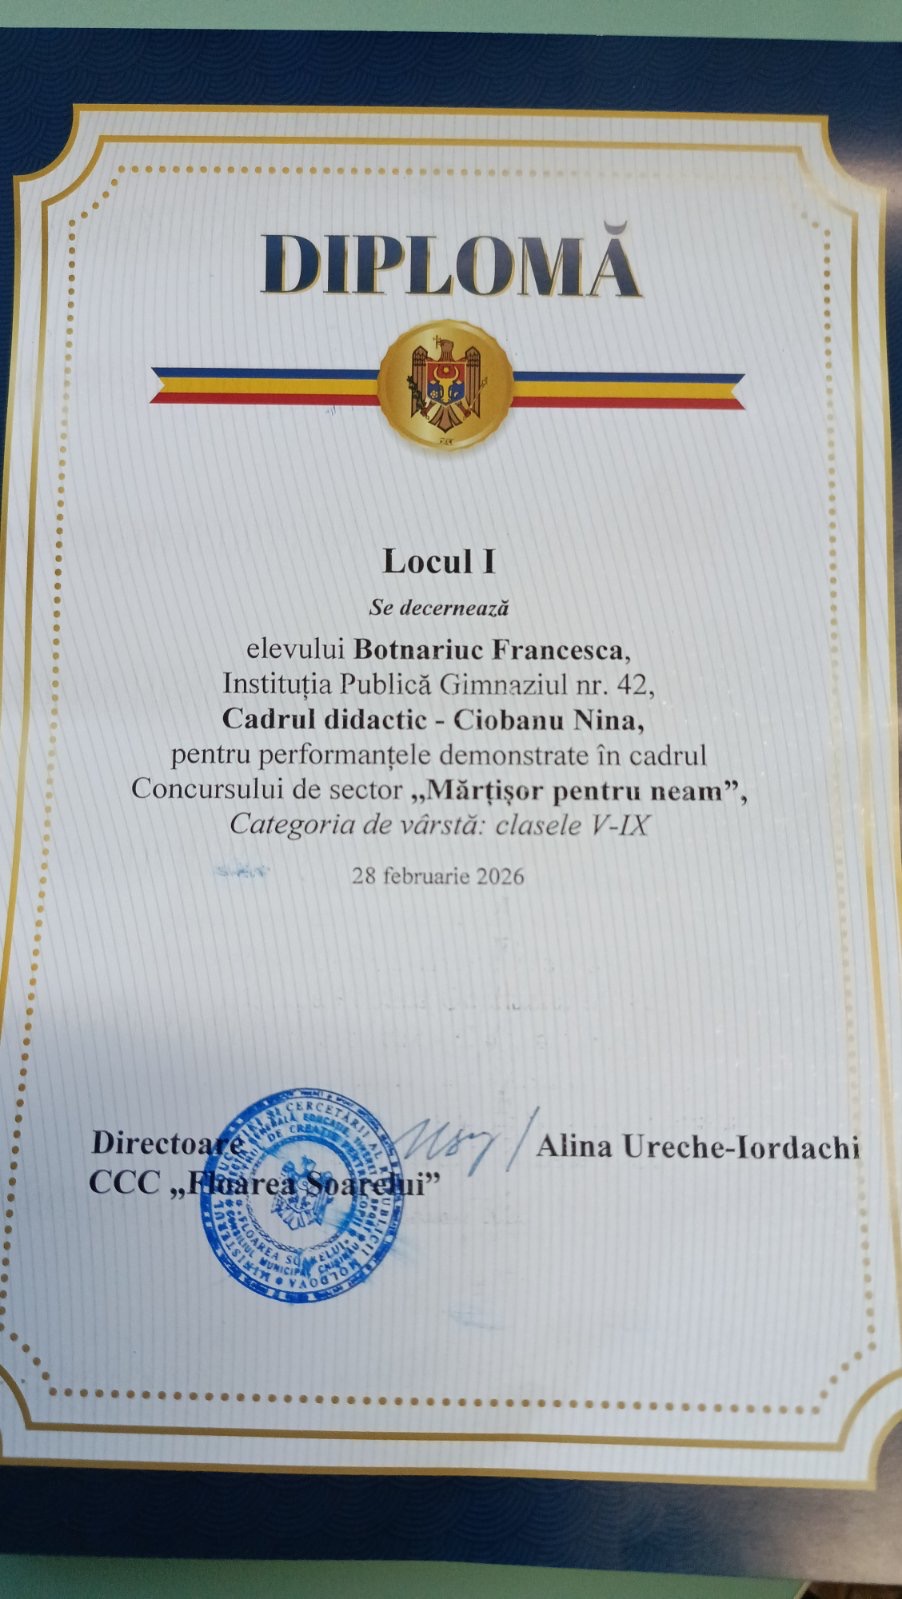 DIPLOMĂ
Locul I
Se decernează
elevului Botnariuc Francesca,
Instituția Publică Gimnaziul nr. 42,
Cadrul didactic - Ciobanu Nina,
pentru performanțele demonstrate în cadrul
Concursului de sector „Mărțișor pentru neam”,
Categoria de vârstă: clasele V-IX
28 februarie 2026
Directoare
Alina Ureche-Iordachi
CCC „Floarea Soarelui”